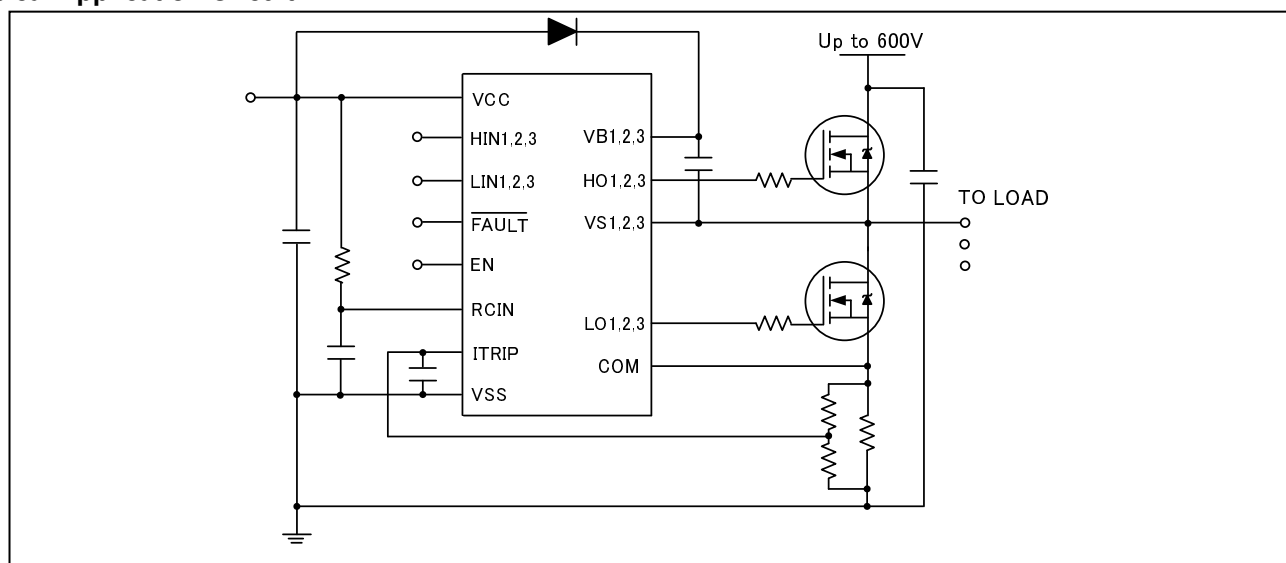 Up to 600V
VCC
HIN1,2,3
VB1,2,3
LIN1,2,3
HO1,2,3
TO LOAD
FAULT
VS1,2,3
EN
RCIN
LO1,2,3
ITRIP
COM
VSS